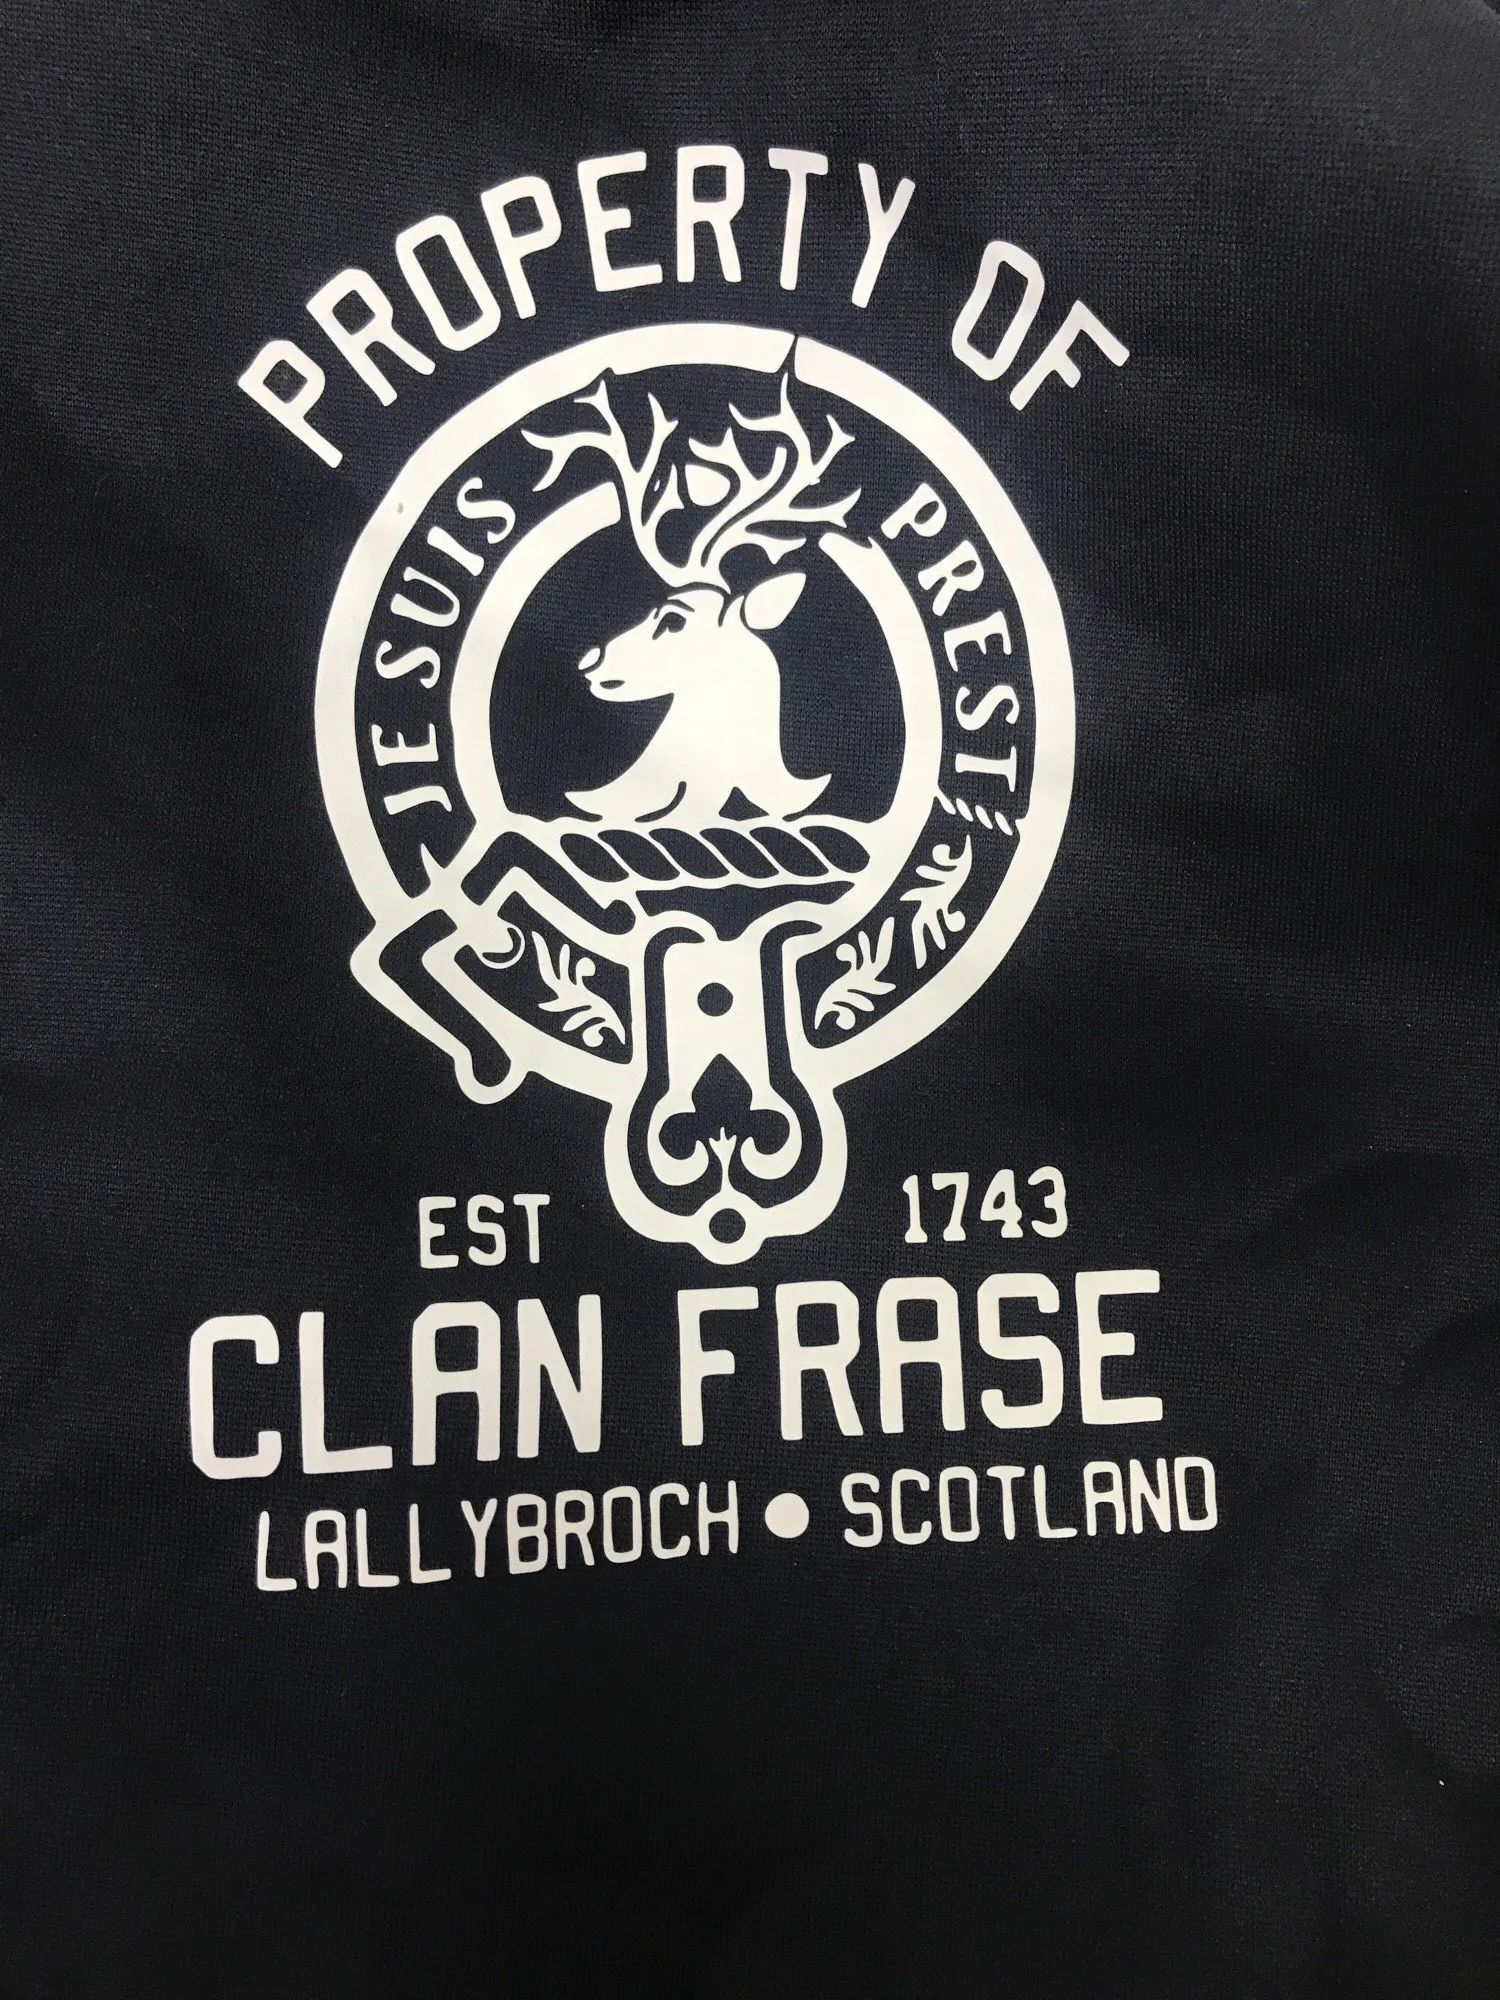 PROPERTY OF
JE SUIS PREST
EST 1743
CLAN FRASE
LALLYBROCH • SCOTLAND